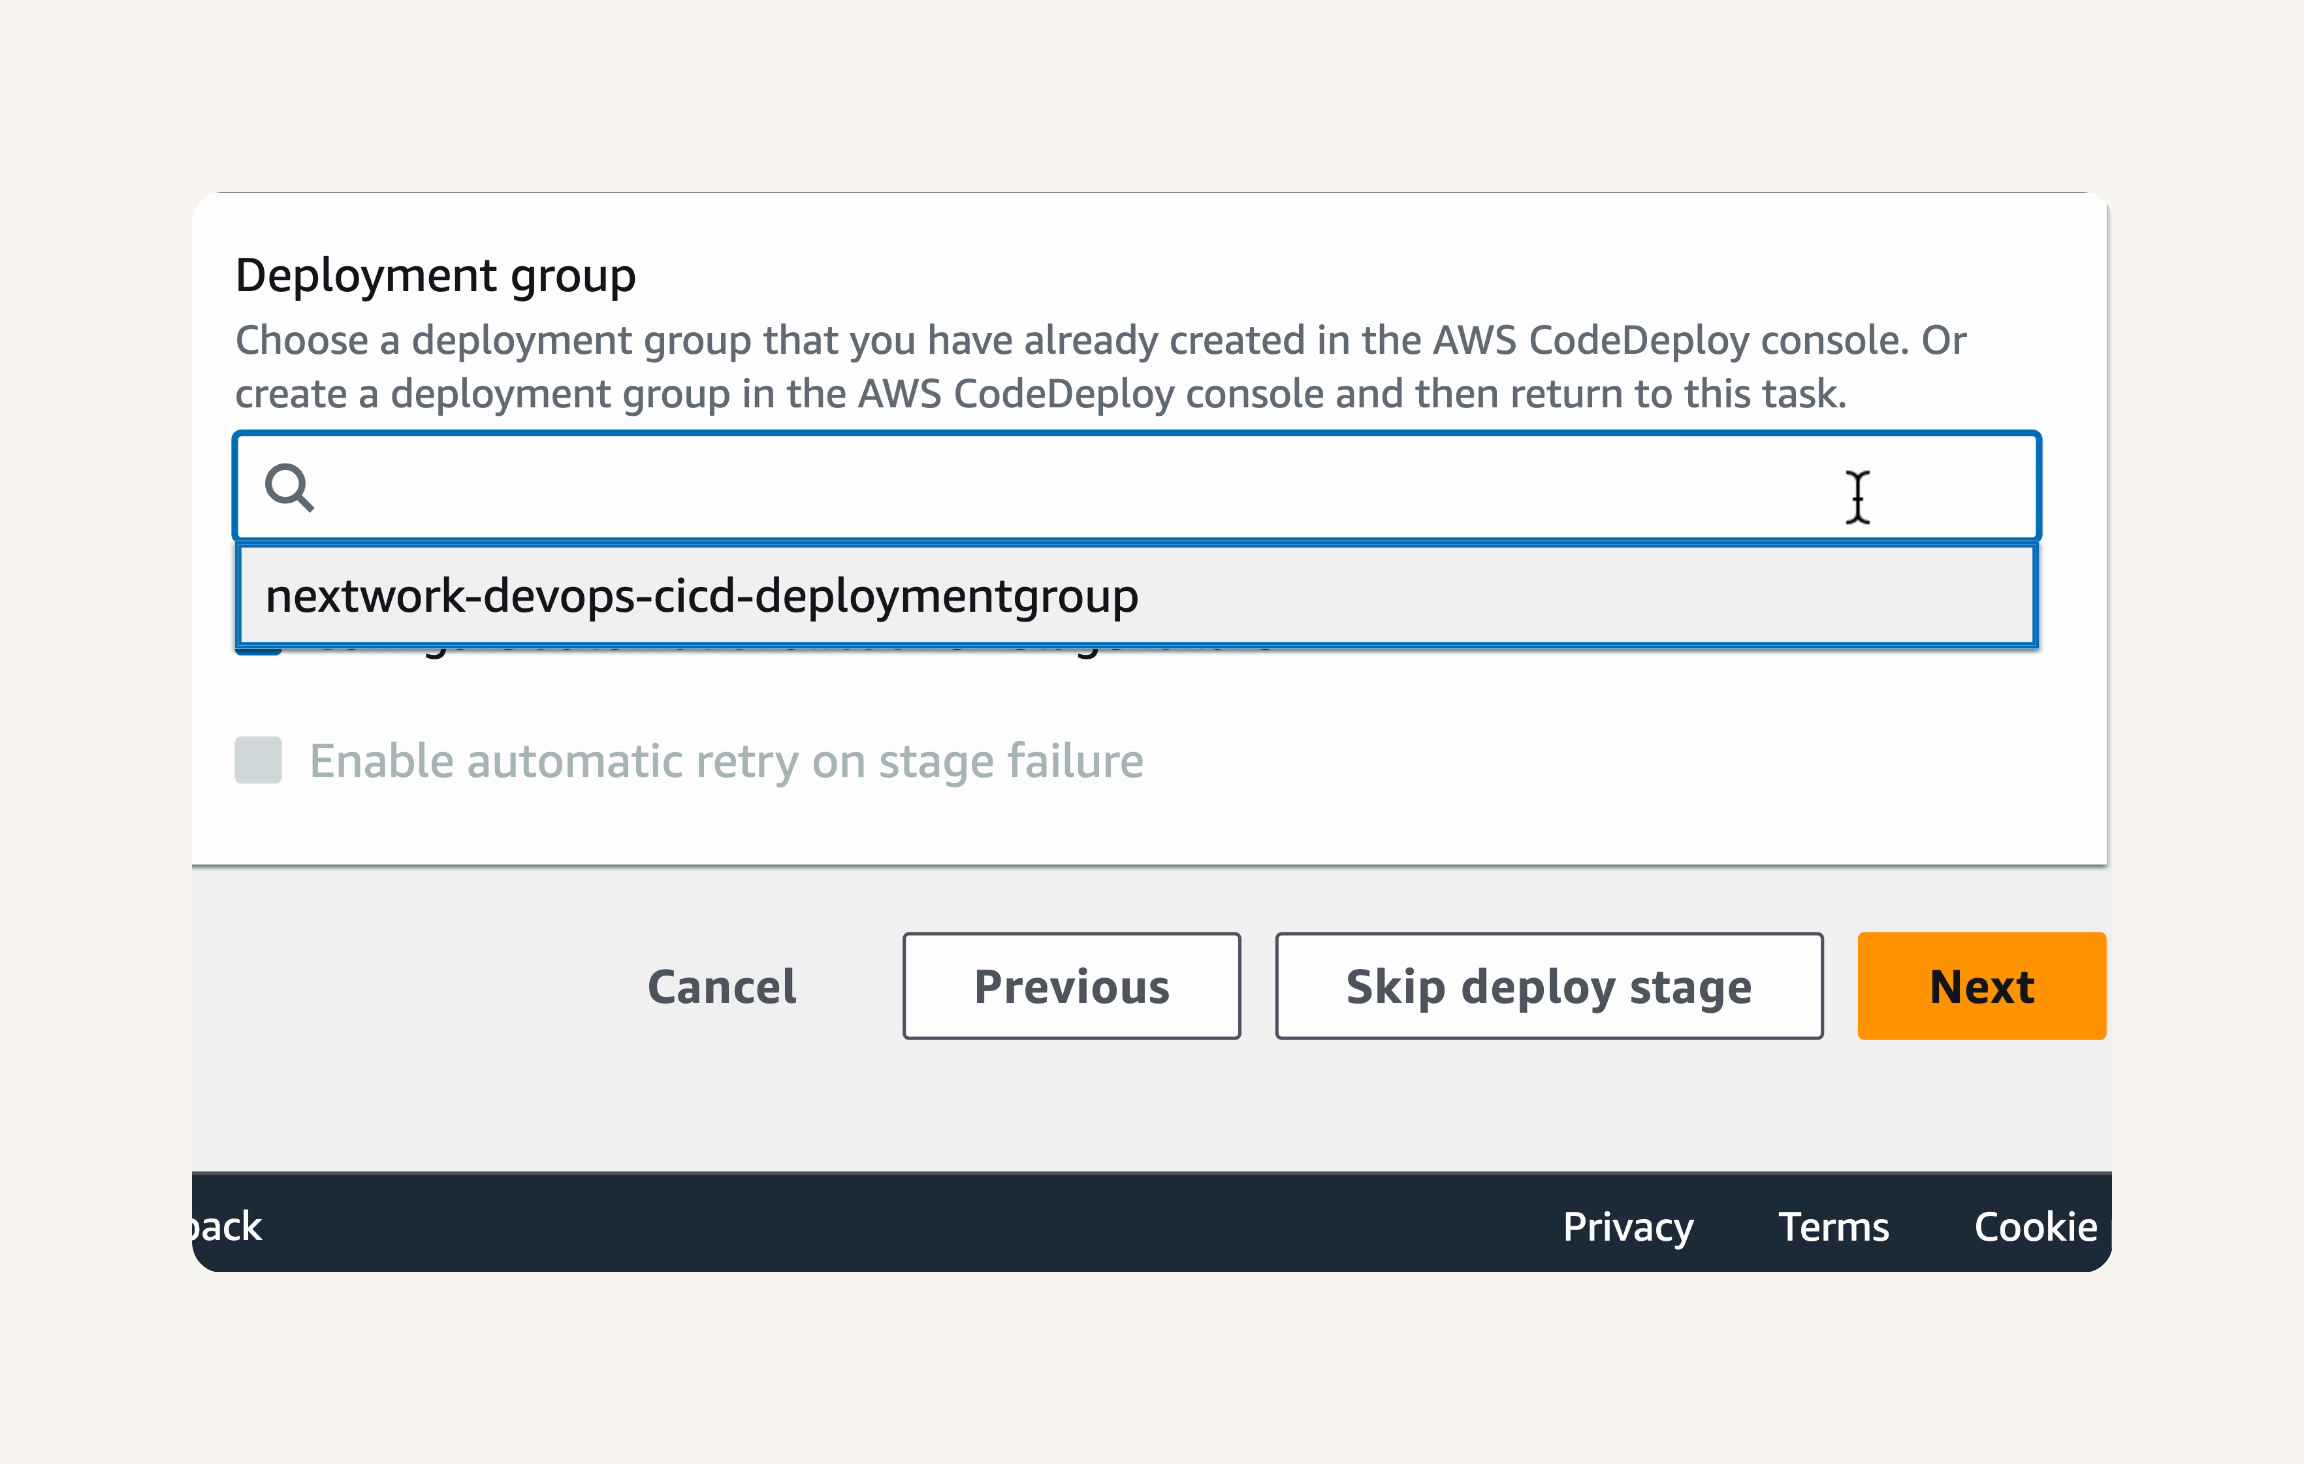 Deployment group
Choose a deployment group that you have already created in the AWS CodeDeploy console. Or
create a deployment group in the AWS CodeDeploy console and then return to this task.
nextwork-devops-cicd-deploymentgroup
Enable automatic retry on stage failure
Cancel
Previous
Skip deploy stage
Next
back
Privacy
Terms
Cookie